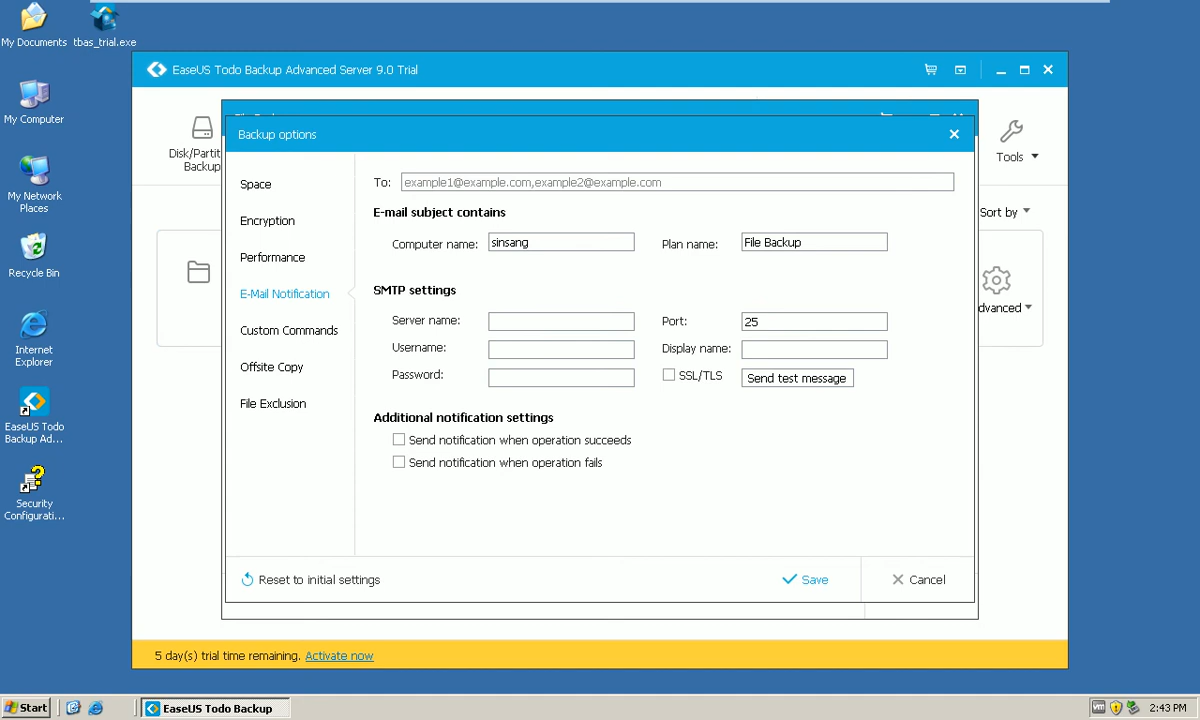 My Documents
tbas_trial.exe
My Computer
My Network
Places
Recycle Bin
Internet
Explorer
EaseUS Todo
Backup Ad...
Security
Configurati...
EaseUS Todo Backup Advanced Server 9.0 Trial
Disk/Partit
Backup
Tools
Sort by
dvanced
Backup options
Space
Encryption
Performance
E-Mail Notification
Custom Commands
Offsite Copy
File Exclusion
To: example1@example.com,example2@example.com
E-mail subject contains
Computer name: sinsang Plan name: File Backup
SMTP settings
Server name: Port: 25
Username: Display name:
Password: SSL/TLS Send test message
Additional notification settings
Send notification when operation succeeds
Send notification when operation fails
Reset to initial settings Save Cancel
5 day(s) trial time remaining. Activate now
Start EaseUS Todo Backup vm 2:43 PM